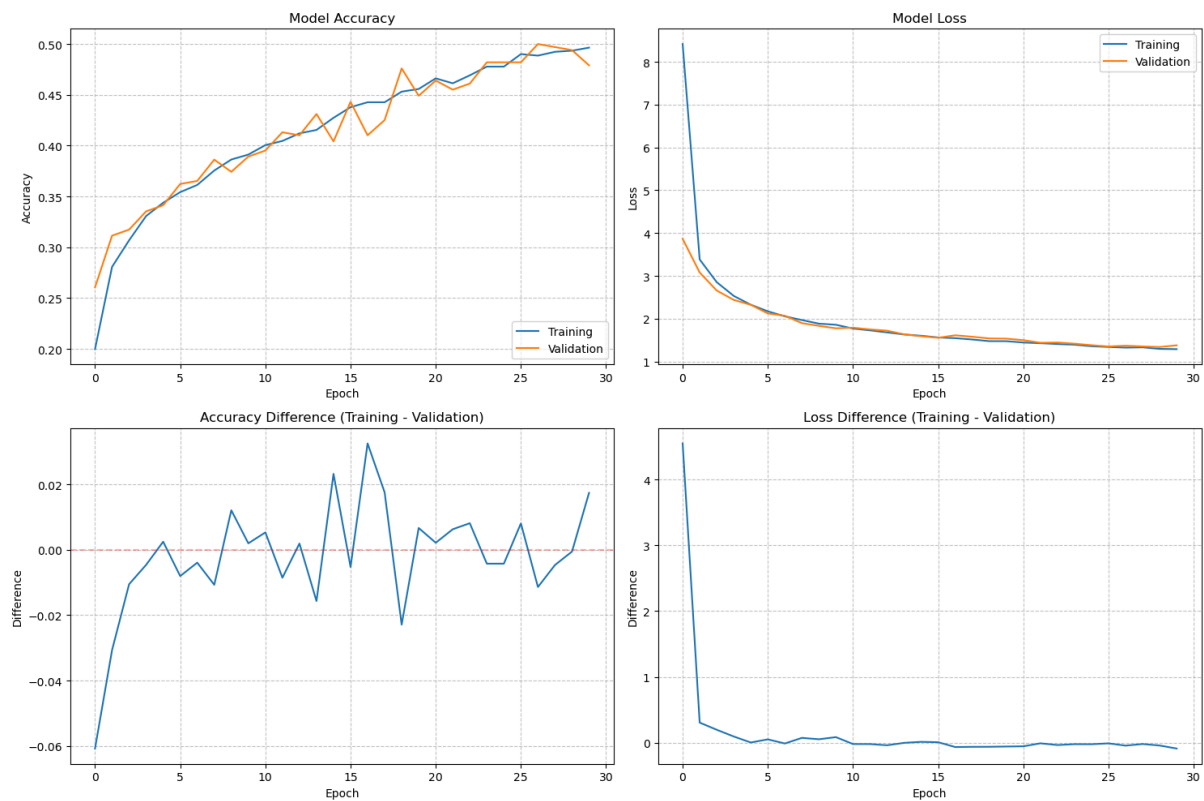 Model Accuracy
0.50
0.45
0.40
0.35
0.30
0.25
0.20
Accuracy
0 5 10 15 20 25 30
Epoch
Training
Validation
Model Loss
8
7
6
5
4
3
2
1
Loss
0 5 10 15 20 25 30
Epoch
Training
Validation
Accuracy Difference (Training - Validation)
0.02
0.00
−0.02
−0.04
−0.06
Difference
0 5 10 15 20 25 30
Epoch
Loss Difference (Training - Validation)
4
3
2
1
0
Difference
0 5 10 15 20 25 30
Epoch